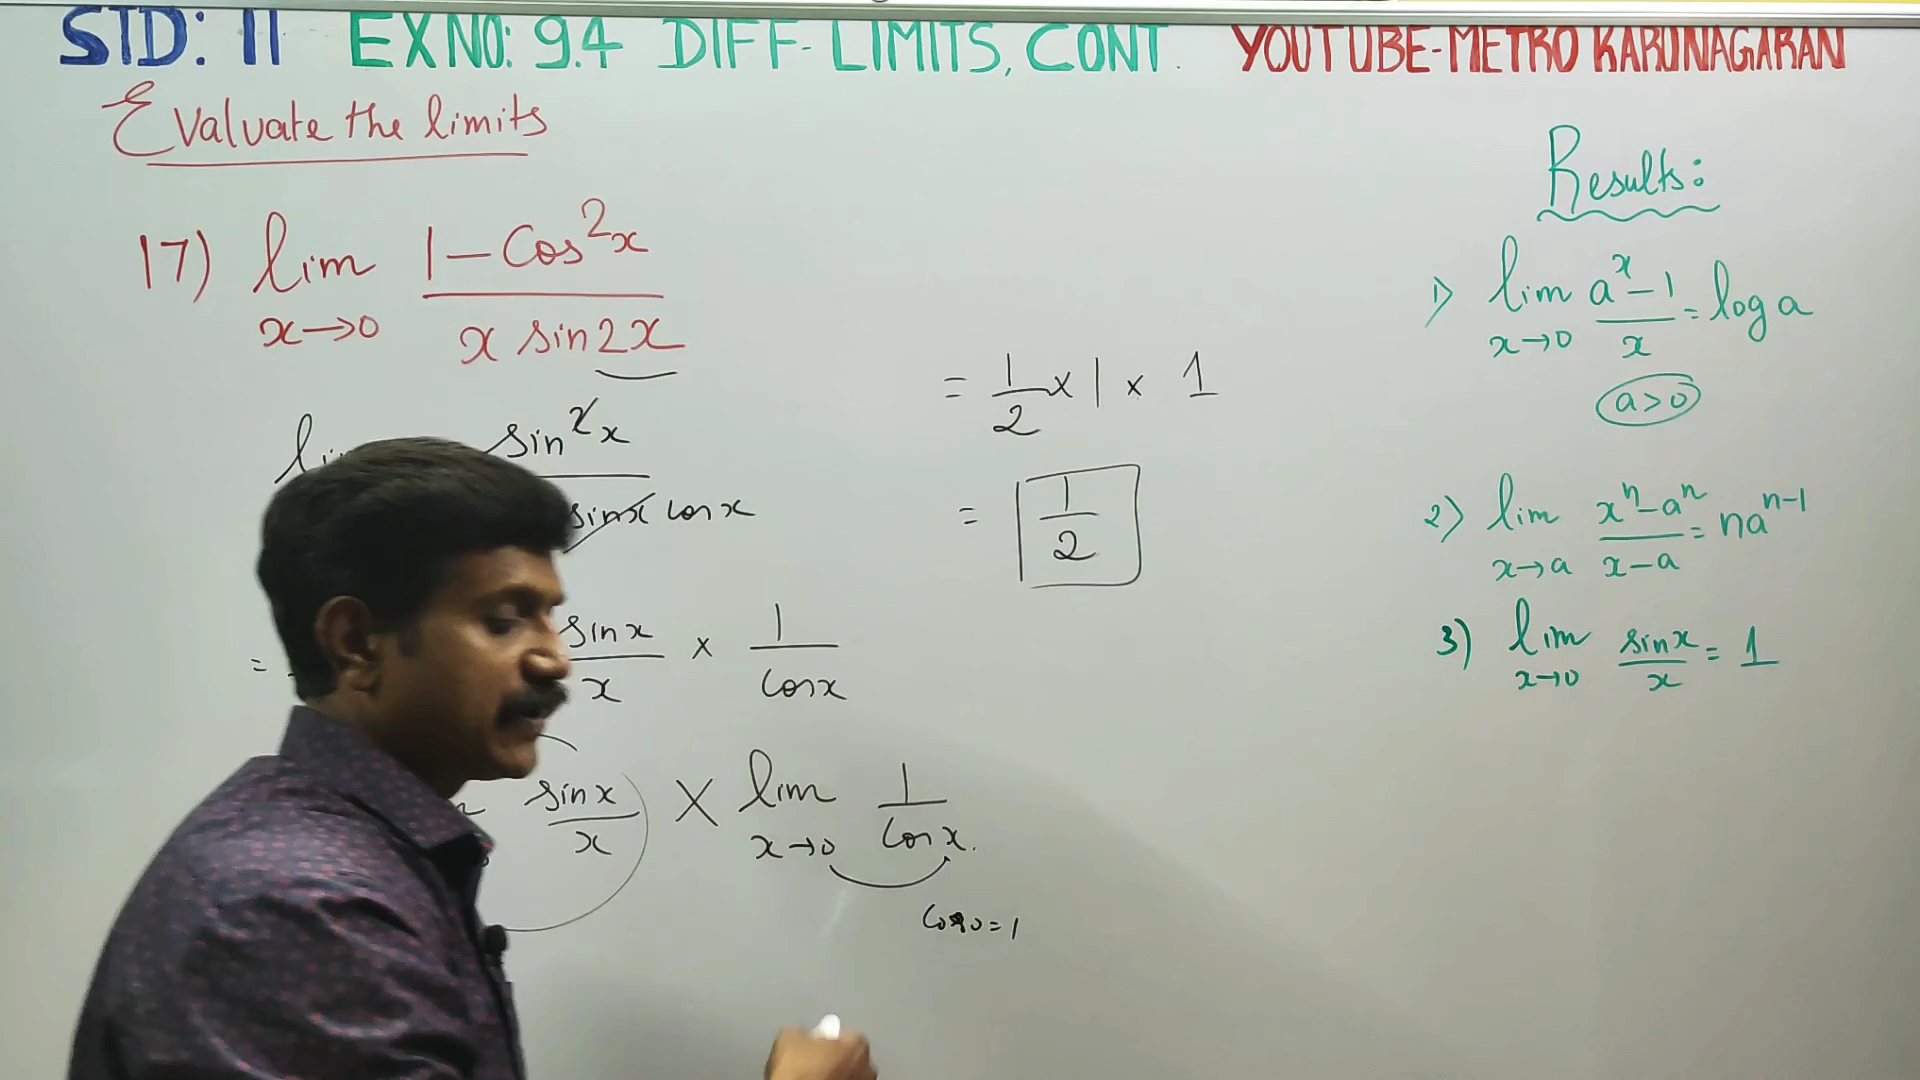 STD: 11 EX NO: 9.4 DIFF- LIMITS, CONT. YOUTUBE-METRO KARUNAGARAN
Evaluate the limits
17) lim x→0 1-Cos²x / x sin2x
sin²x / sinx cosx
= sinx / x × 1 / cosx
sinx / x × lim x→0 1 / cosx.
cos0=1
= 1/2 × 1 × 1
= 1/2
Results:
1) lim x→0 aˣ-1 / x = log a
a>0
2) lim x→a xⁿ-aⁿ / x-a = naⁿ⁻¹
3) lim x→0 sinx / x = 1